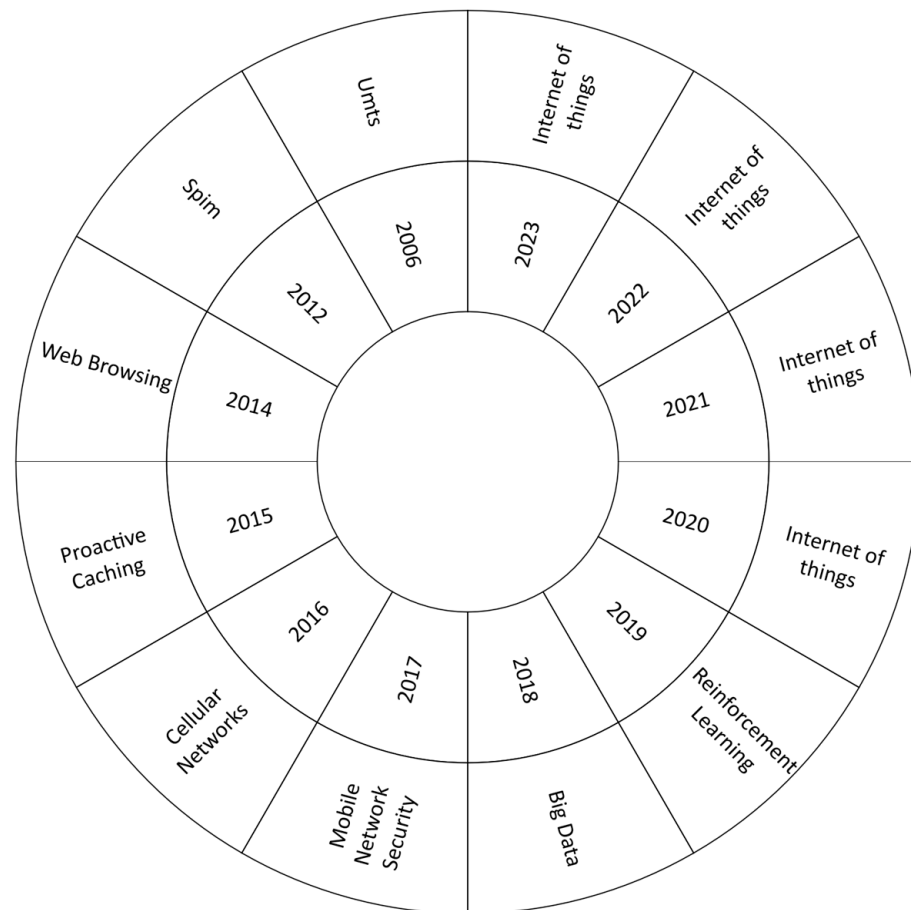 Internet of
things
2023
Internet of
things
2022
Internet of
things
2021
Internet of
things
2020
Reinforcement
Learning
2019
Big Data
2018
Mobile
Network
Security
2017
Cellular
Networks
2016
Proactive
Caching
2015
Web Browsing
2014
Spim
2012
Umts
2006